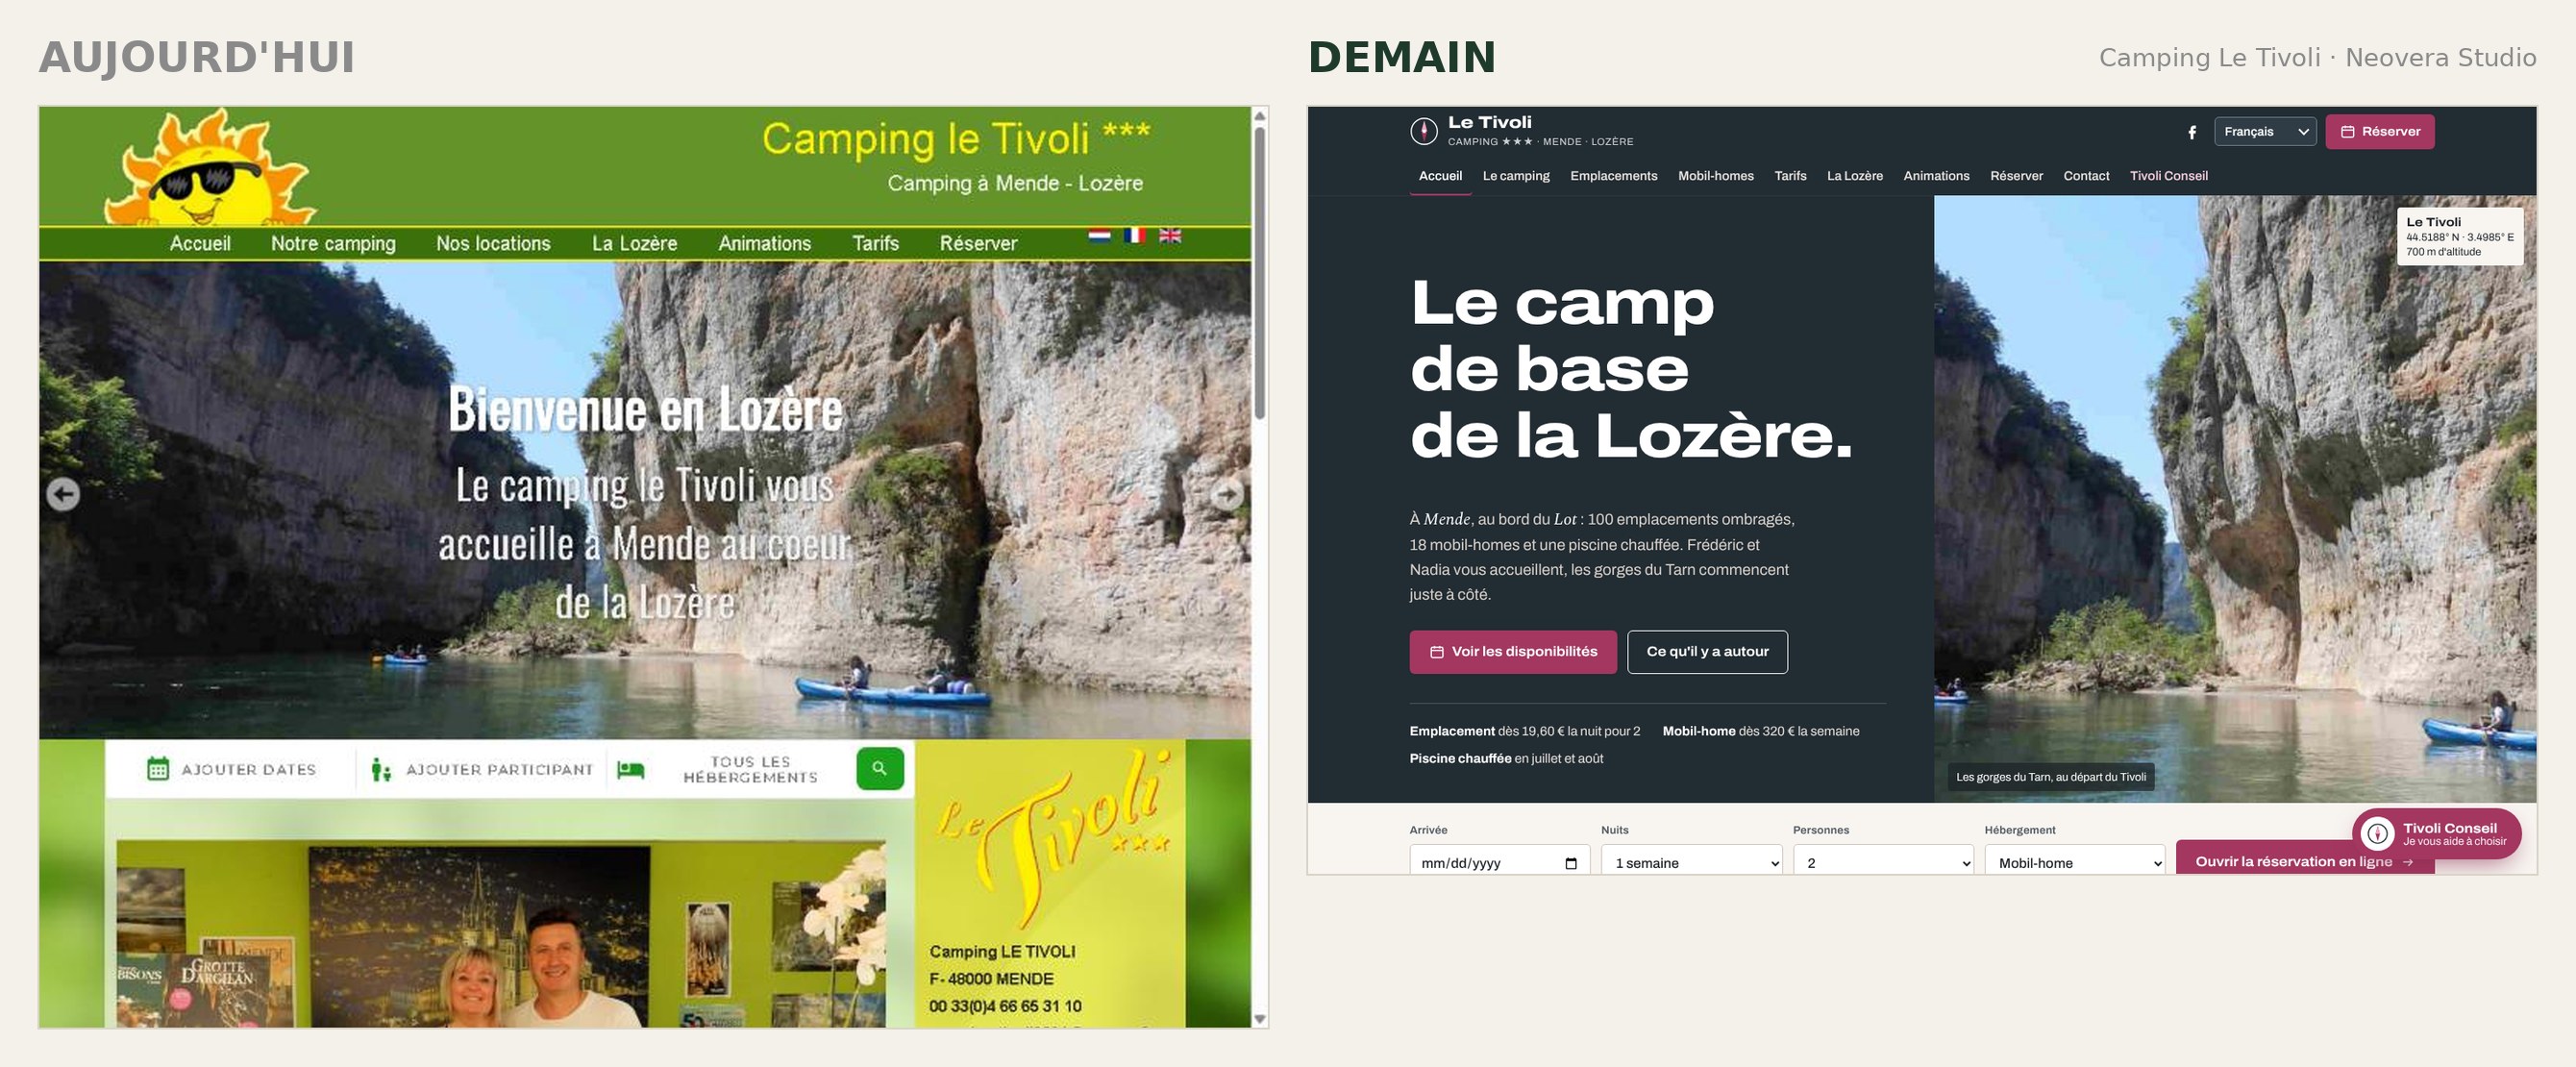 AUJOURD'HUI
DEMAIN
Camping Le Tivoli · Neovera Studio
Camping le Tivoli ***
Camping à Mende - Lozère
Accueil Notre camping Nos locations La Lozère Animations Tarifs Réserver
Bienvenue en Lozère
Le camping le Tivoli vous
accueille à Mende au coeur
de la Lozère
AJOUTER DATES
AJOUTER PARTICIPANT
TOUS LES
HÉBERGEMENTS
Le Tivoli
***
Camping LE TIVOLI
F- 48000 MENDE
00 33(0)4 66 65 31 10
BISONS
GROTTE
DARGILAN
Le Tivoli
CAMPING ★★★ · MENDE · LOZÈRE
Français
Réserver
Accueil Le camping Emplacements Mobil-homes Tarifs La Lozère Animations Réserver Contact Tivoli Conseil
Le Tivoli
44.5188° N · 3.4985° E
700 m d'altitude
Le camp
de base
de la Lozère.
À Mende, au bord du Lot : 100 emplacements ombragés,
18 mobil-homes et une piscine chauffée. Frédéric et
Nadia vous accueillent, les gorges du Tarn commencent
juste à côté.
Voir les disponibilités
Ce qu'il y a autour
Emplacement dès 19,60 € la nuit pour 2 Mobil-home dès 320 € la semaine
Piscine chauffée en juillet et août
Les gorges du Tarn, au départ du Tivoli
Arrivée Nuits Personnes Hébergement
mm/dd/yyyy 1 semaine 2 Mobil-home
Ouvrir la réservation en ligne →
Tivoli Conseil
Je vous aide à choisir